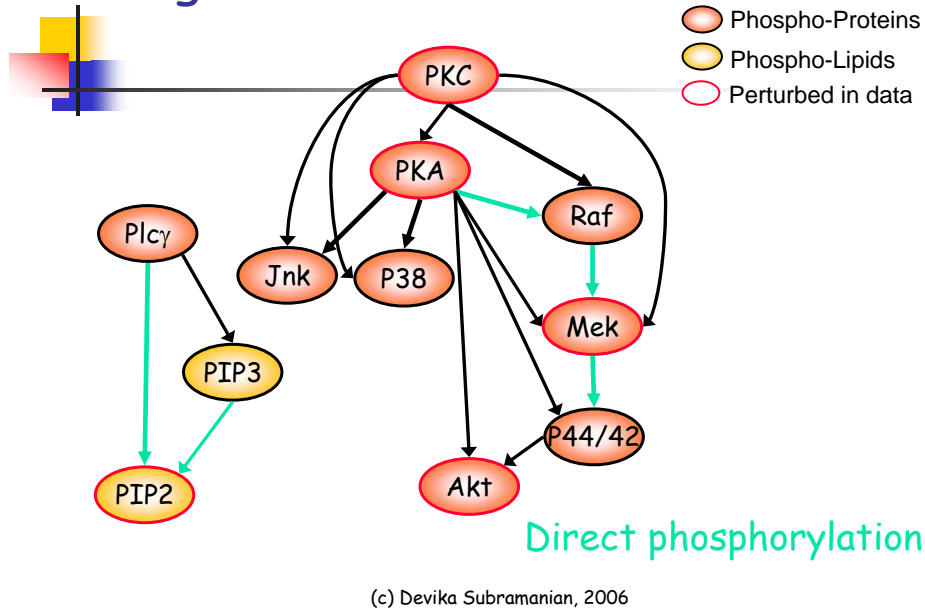 Phospho-Proteins
Phospho-Lipids
Perturbed in data
PKC
PKA
Raf
Plcγ
Jnk
P38
Mek
PIP3
P44/42
Akt
PIP2
Direct phosphorylation
(c) Devika Subramanian, 2006